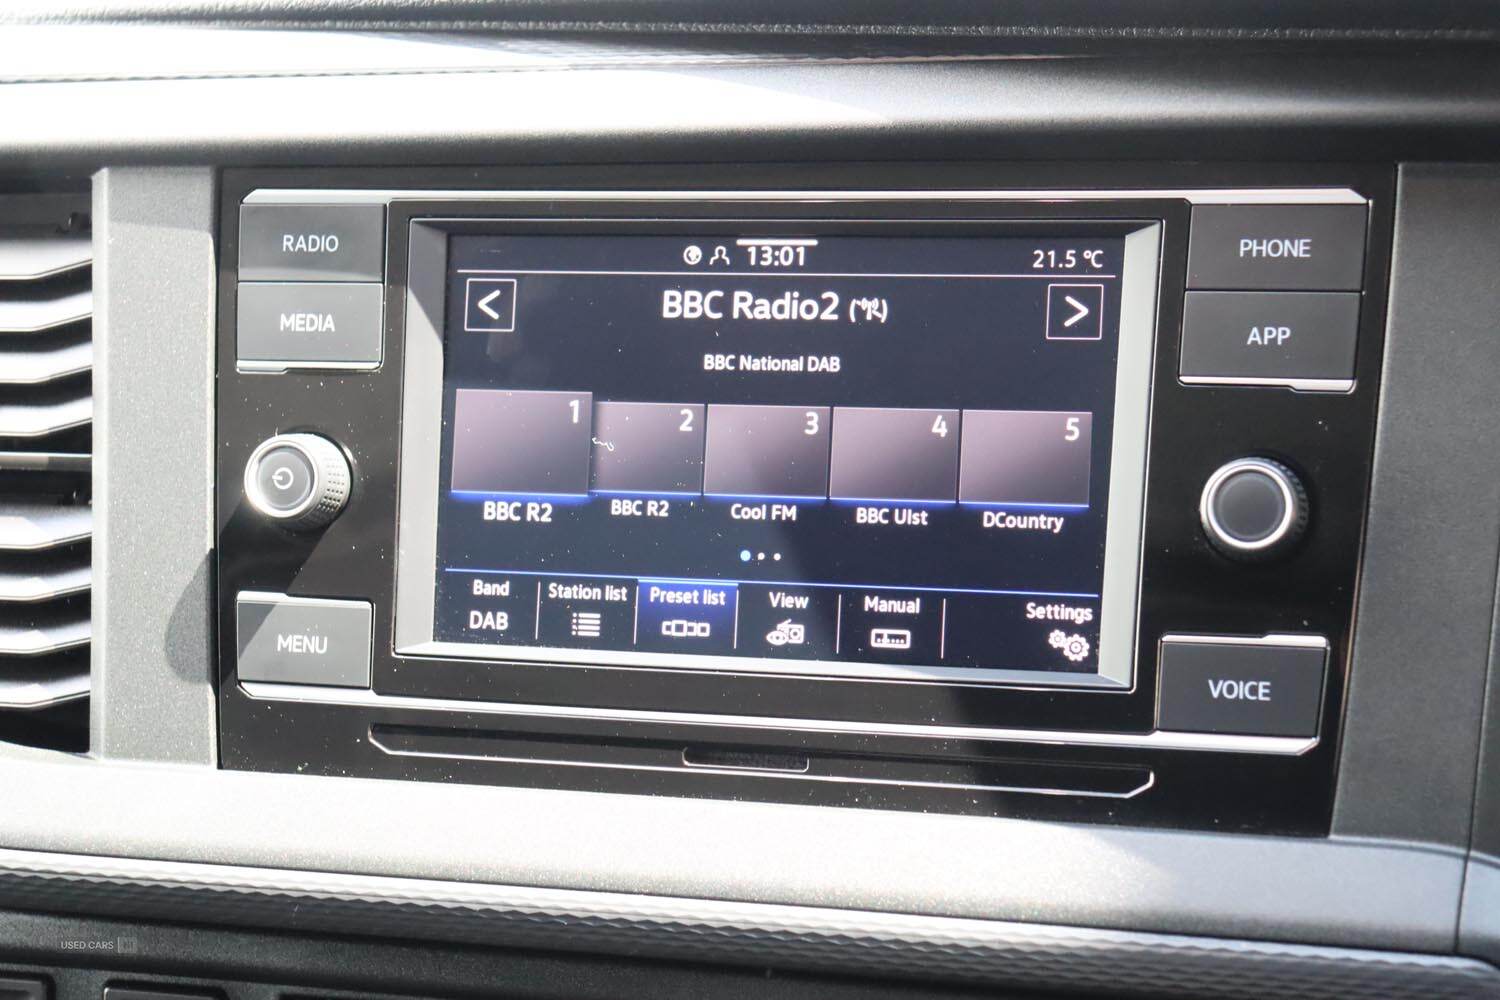 RADIO
MEDIA
MENU
13:01
21.5 °C
<
BBC Radio2
>
BBC National DAB
1
2
3
4
5
BBC R2
BBC R2
Cool FM
BBC Ulst
DCountry
Band
DAB
Station list
Preset list
View
Manual
Settings
PHONE
APP
VOICE
USED CARS NI